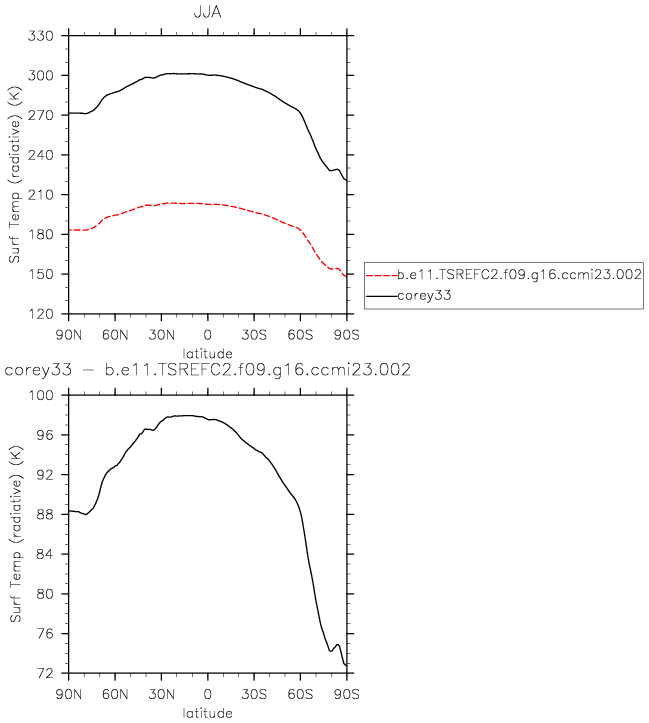 JJA
330
300
270
240
210
180
150
120
Surf Temp (radiative) (K)
90N 60N 30N 0 30S 60S 90S
latitude
b.e11.TSREFC2.f09.g16.ccmi23.002
corey33
corey33 - b.e11.TSREFC2.f09.g16.ccmi23.002
100
96
92
88
84
80
76
72
Surf Temp (radiative) (K)
90N 60N 30N 0 30S 60S 90S
latitude